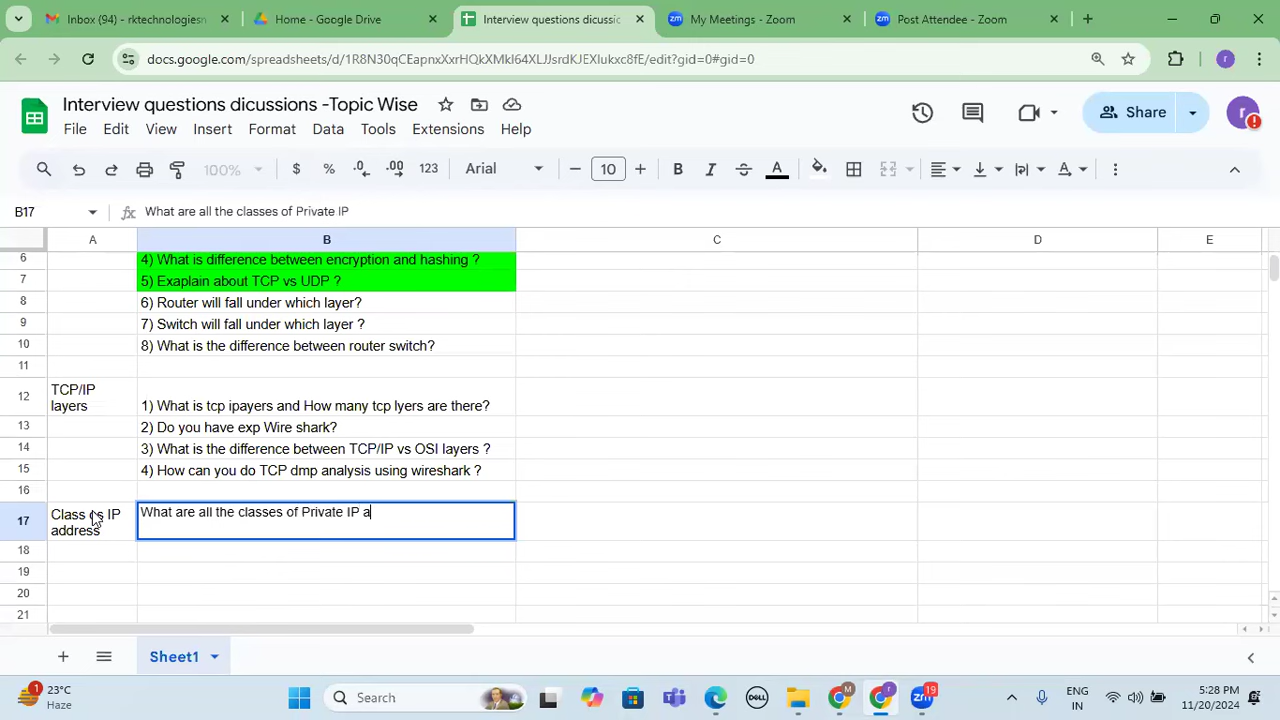 Inbox (94) - rktechnologiesn
Home - Google Drive
Interview questions dicussic
My Meetings - Zoom
Post Attendee - Zoom
docs.google.com/spreadsheets/d/1R8N30qCEapnxXxrHQkXMkl64XLJJsrdKJEXlukxc8fE/edit?gid=0#gid=0
Interview questions dicussions -Topic Wise
File Edit View Insert Format Data Tools Extensions Help
Share
r
100% $ % .0 .00 123 Arial 10 B I A
B17 fx What are all the classes of Private IP
A B C D E
6 4) What is difference between encryption and hashing ?
7 5) Exaplain about TCP vs UDP ?
8 6) Router will fall under which layer?
9 7) Switch will fall under which layer ?
10 8) What is the difference between router switch?
11
12 TCP/IP layers 1) What is tcp ipayers and How many tcp lyers are there?
13 2) Do you have exp Wire shark?
14 3) What is the difference between TCP/IP vs OSI layers ?
15 4) How can you do TCP dmp analysis using wireshark ?
16
17 Class IP address What are all the classes of Private IP a
18
19
20
21
Sheet1
1 23°C
Haze
Search
DELL
M
r
zm 19
ENG
IN
5:28 PM
11/20/2024